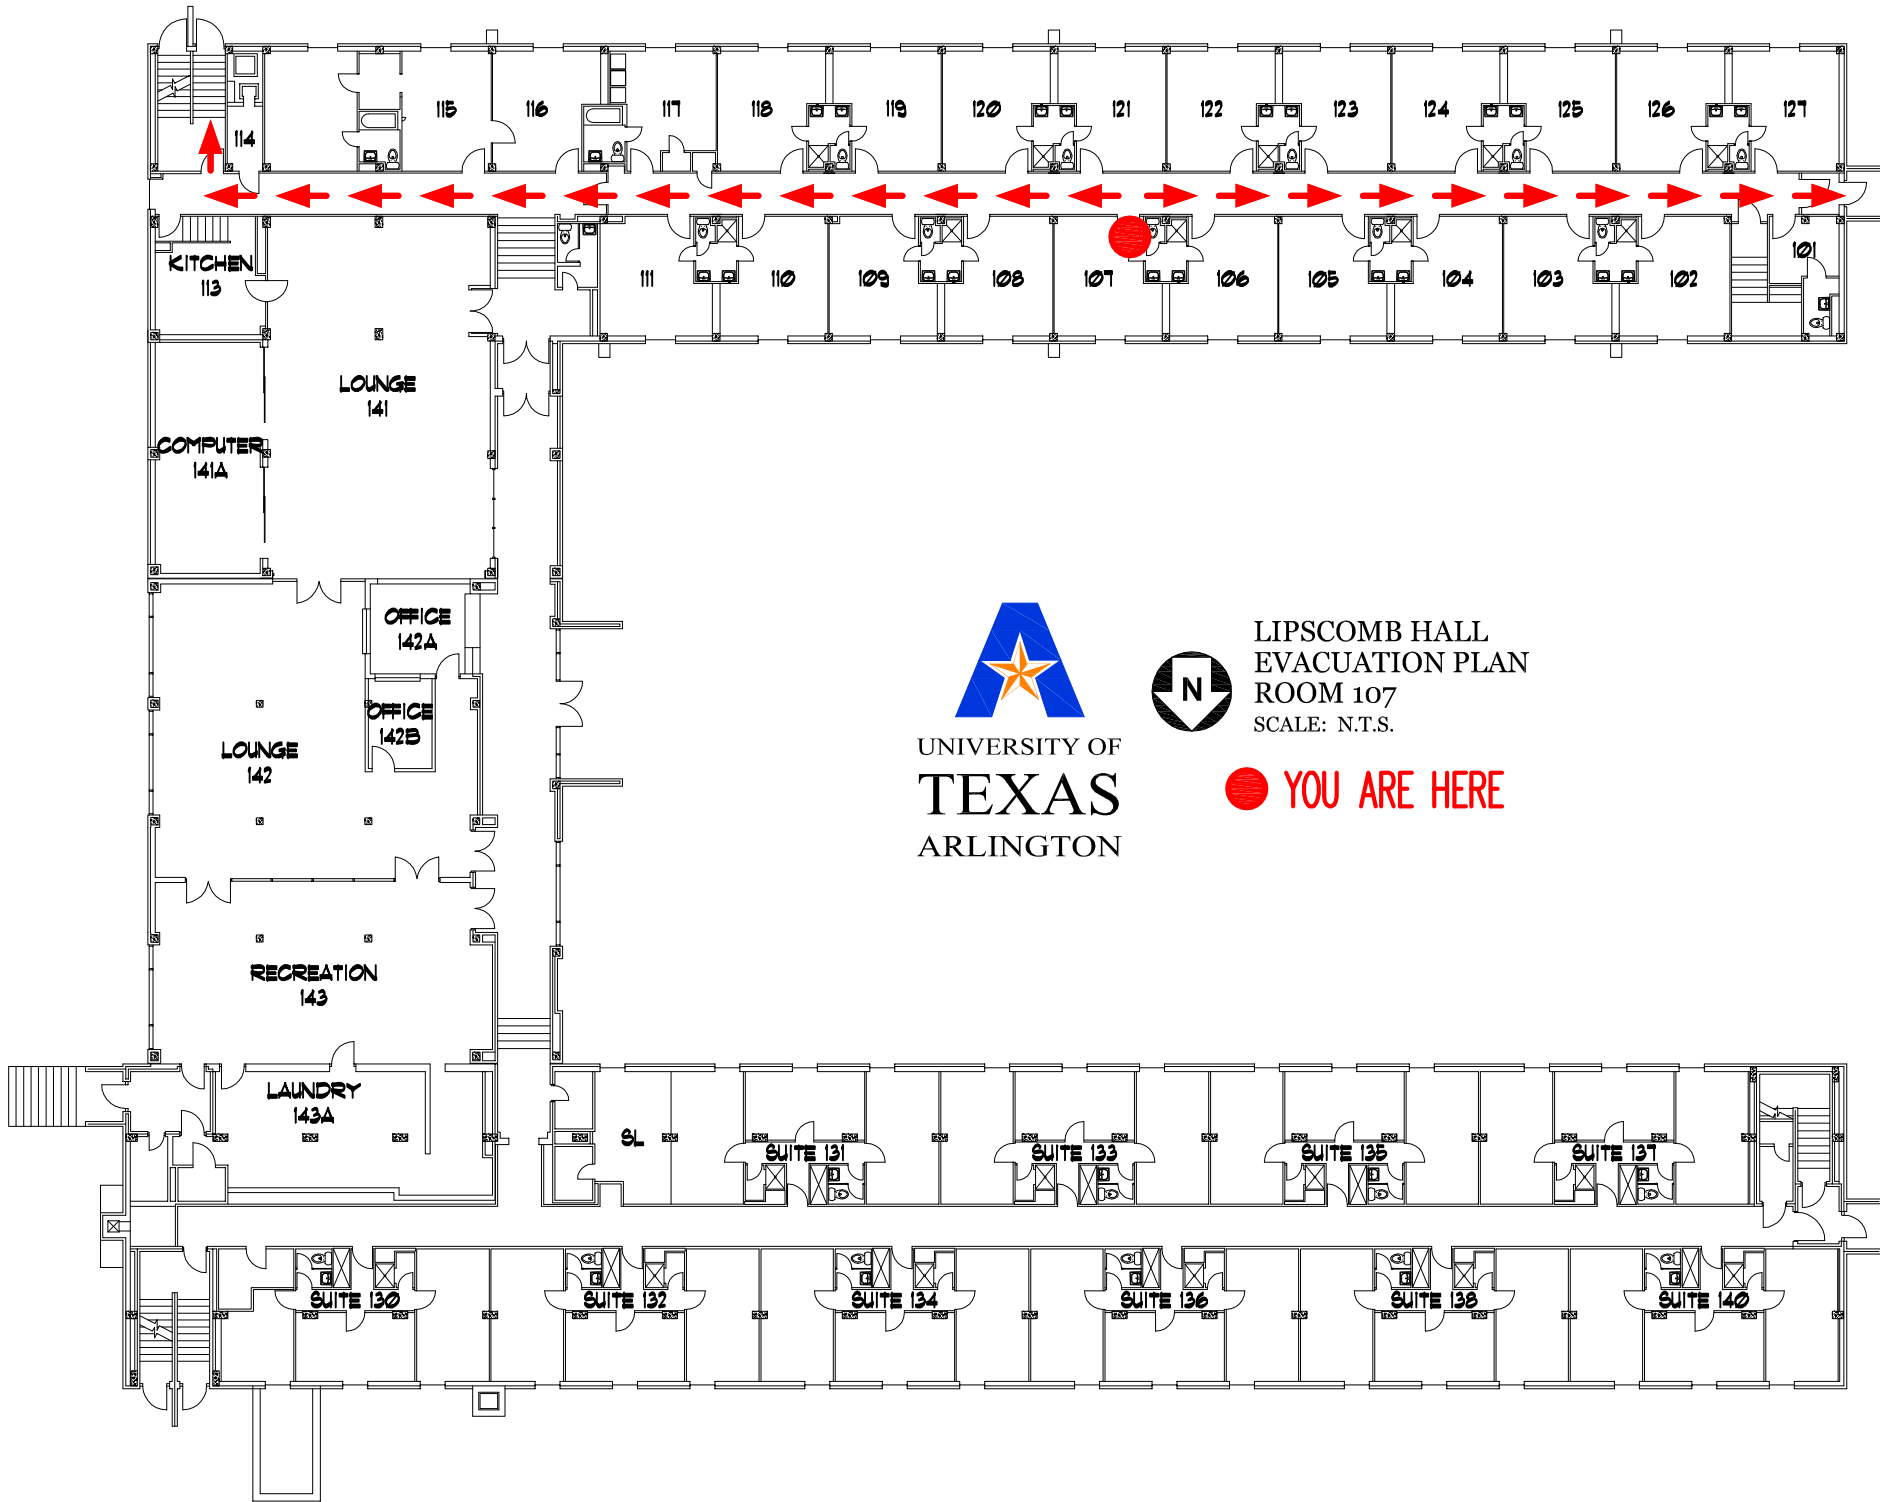 115
116
117
118
119
120
121
122
123
124
125
126
127
114
KITCHEN
113
111
110
109
108
107
106
105
104
103
102
101
LOUNGE
141
COMPUTER
141A
OFFICE
142A
OFFICE
142B
LOUNGE
142
RECREATION
143
LAUNDRY
143A
UNIVERSITY OF
TEXAS
ARLINGTON
N
LIPSCOMB HALL
EVACUATION PLAN
ROOM 107
SCALE: N.T.S.
YOU ARE HERE
SL
SUITE 131
SUITE 133
SUITE 135
SUITE 137
SUITE 130
SUITE 132
SUITE 134
SUITE 136
SUITE 138
SUITE 140